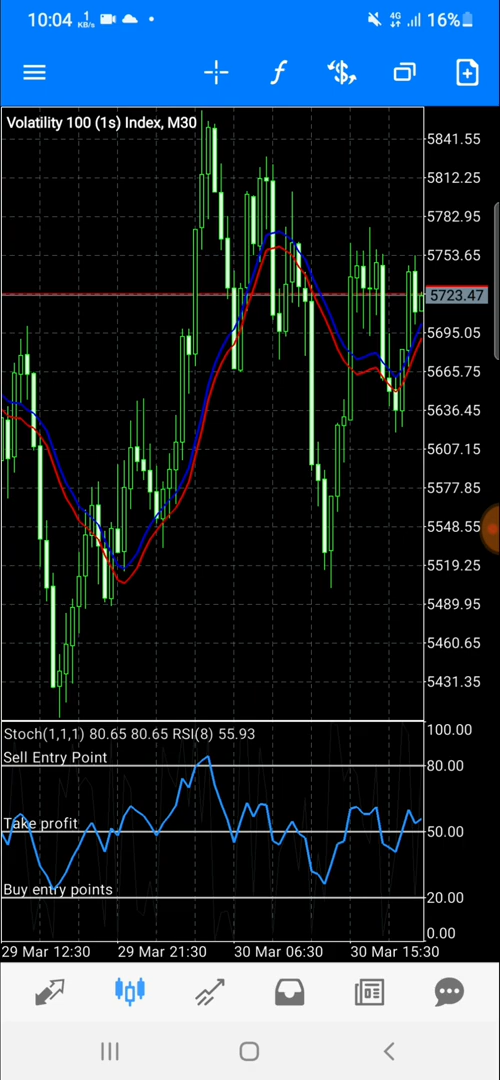 10:04 1 KB/s 4G 16%
Volatility 100 (1s) Index, M30
5841.55
5812.25
5782.95
5753.65
5723.47
5695.05
5665.75
5636.45
5607.15
5577.85
5548.55
5519.25
5489.95
5460.65
5431.35
Stoch(1,1,1) 80.65 80.65 RSI(8) 55.93
100.00
Sell Entry Point
80.00
Take profit
50.00
Buy entry points
20.00
0.00
29 Mar 12:30 29 Mar 21:30 30 Mar 06:30 30 Mar 15:30